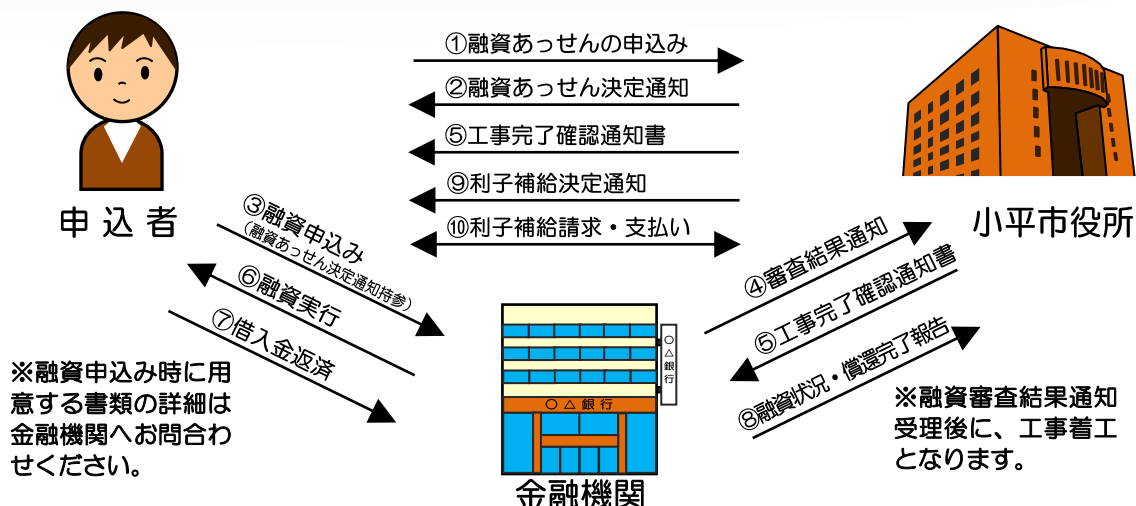 ①融資あっせんの申込み
②融資あっせん決定通知
⑤工事完了確認通知書
⑨利子補給決定通知
⑩利子補給請求・支払い
申込者
小平市役所
③融資申込み
(融資あっせん決定通知持参)
⑥融資実行
⑦借入金返済
④審査結果通知
⑤工事完了確認通知書
⑧融資状況・償還完了報告
○△銀行
○△銀行
金融機関
※融資申込み時に用
意する書類の詳細は
金融機関へお問合わ
せください。
※融資審査結果通知
受理後に、工事着工
となります。